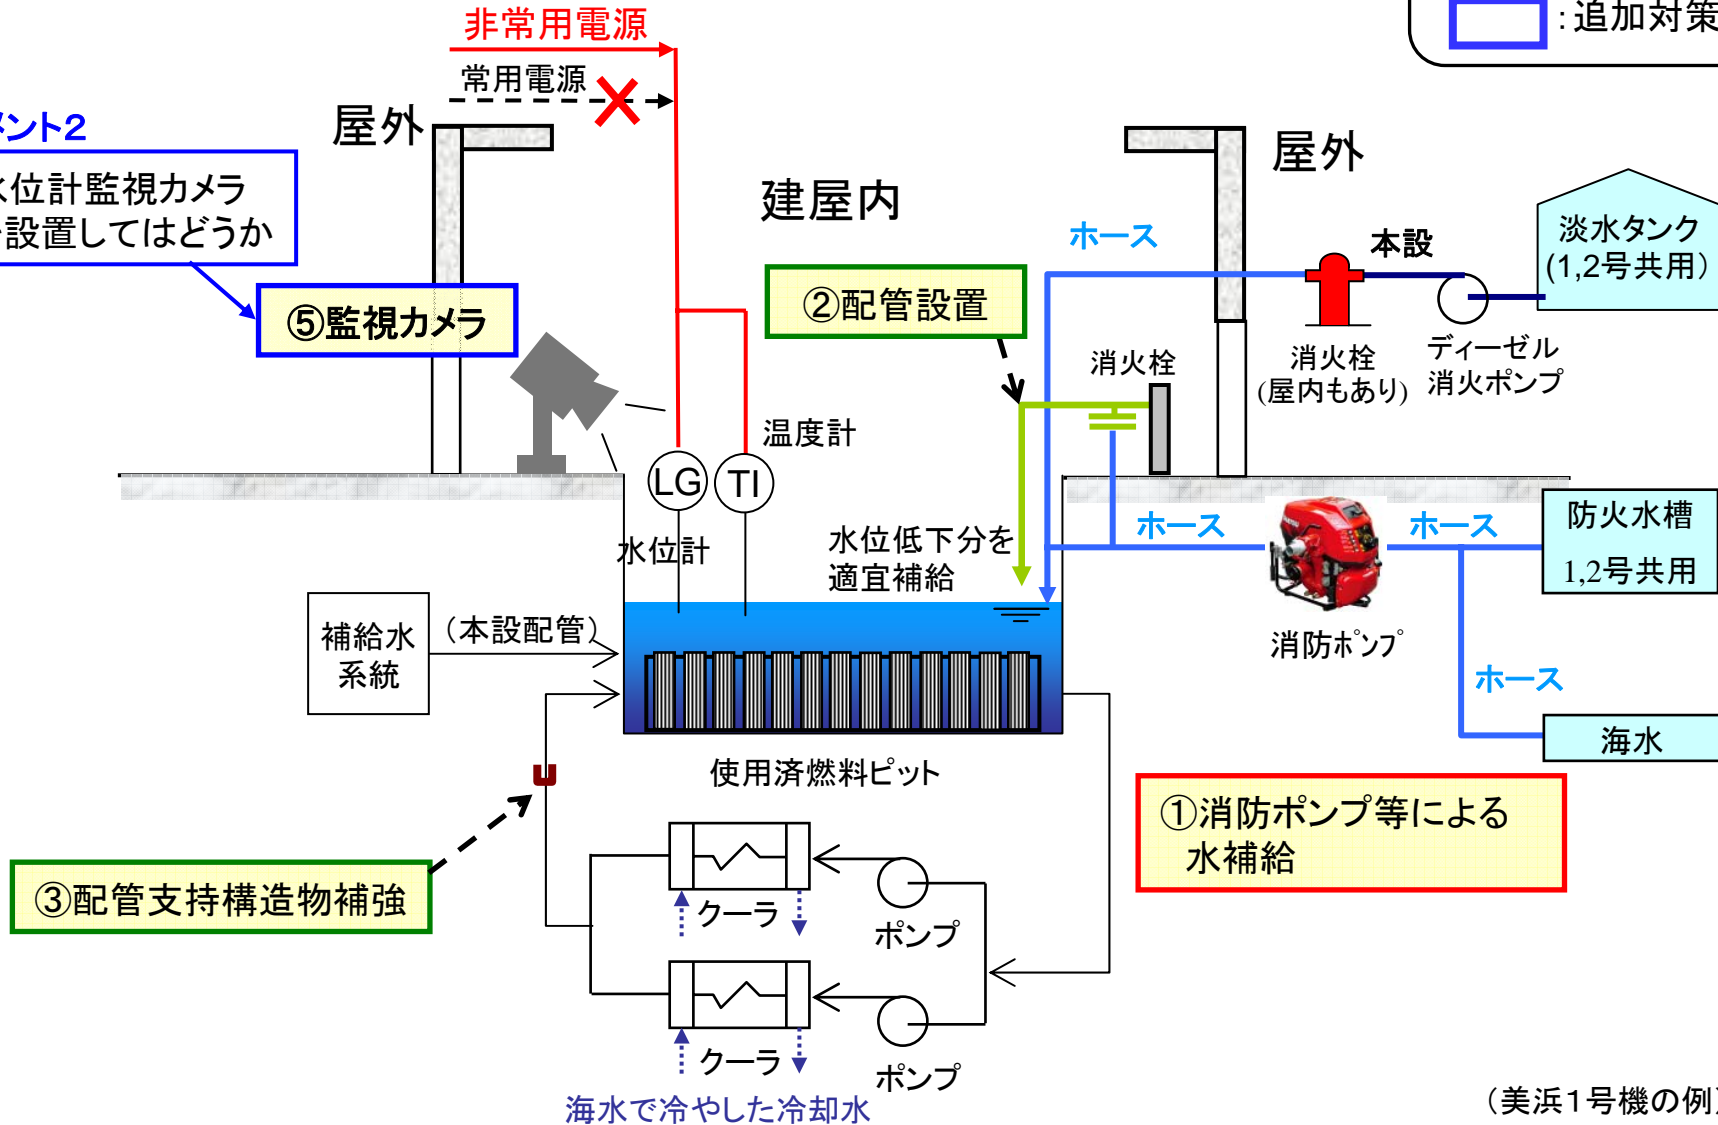 非常用電源
常用電源
:追加対策
屋外
建屋内
屋外
ント2
水位計監視カメラ
設置してはどうか
⑤監視カメラ
②配管設置
ホース
本設
淡水タンク
(1,2号共用)
消火栓
消火栓
(屋内もあり)
ディーゼル
消火ポンプ
温度計
LG
TI
水位計
水位低下分を
適宜補給
ホース
ホース
防火水槽
1,2号共用
消防ポンプ
補給水
系統
(本設配管)
ホース
海水
使用済燃料ピット
①消防ポンプ等による
水補給
③配管支持構造物補強
クーラ
ポンプ
クーラ
ポンプ
海水で冷やした冷却水
(美浜1号機の例)